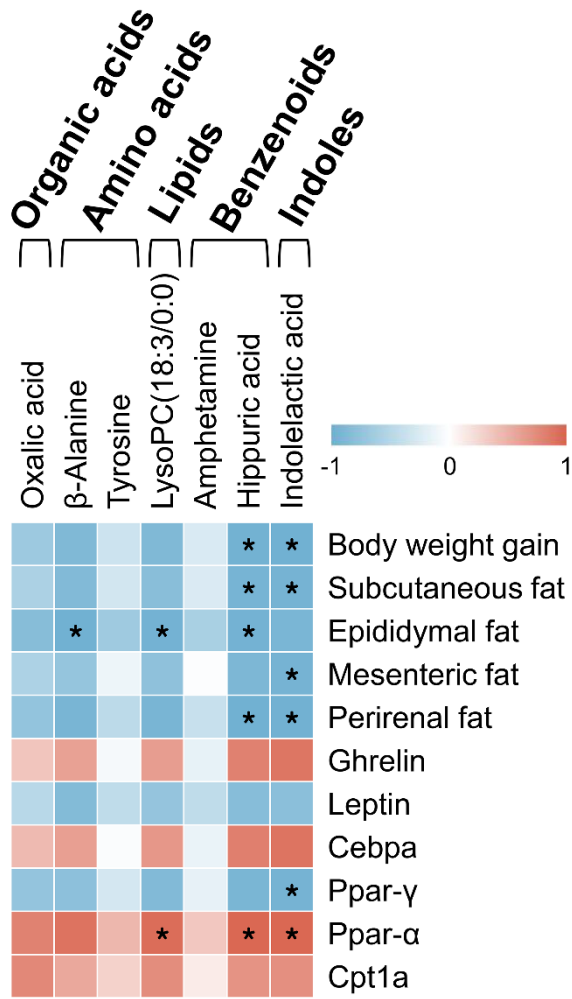 Organic acids
Amino acids
Lipids
Benzenoids
Indoles
Oxalic acid
β-Alanine
Tyrosine
LysoPC(18:3/0:0)
Amphetamine
Hippuric acid
Indolelactic acid
-1 0 1
* * Body weight gain
* * Subcutaneous fat
* * * Epididymal fat
* Mesenteric fat
* * Perirenal fat
Ghrelin
Leptin
Cebpa
* Ppar-γ
* * * Ppar-α
Cpt1a